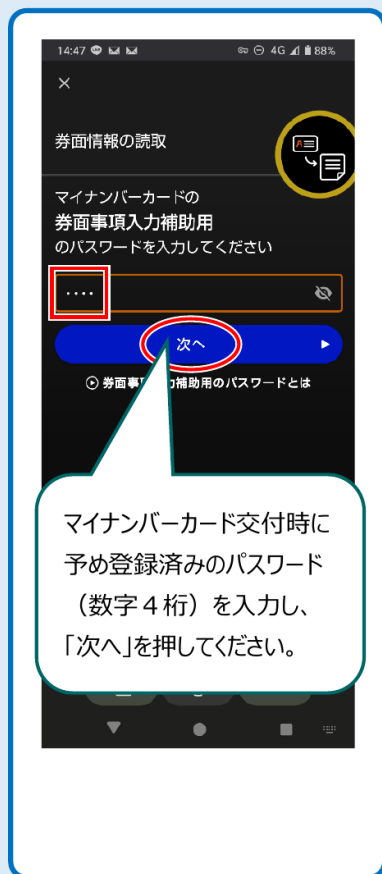 14:47
4G 88%
券面情報の読取
マイナンバーカードの
券面事項入力補助用
のパスワードを入力してください
····
次へ
券面事 力補助用のパスワードとは
マイナンバーカード交付時に
予め登録済みのパスワード
（数字４桁）を入力し、
「次へ」を押してください。